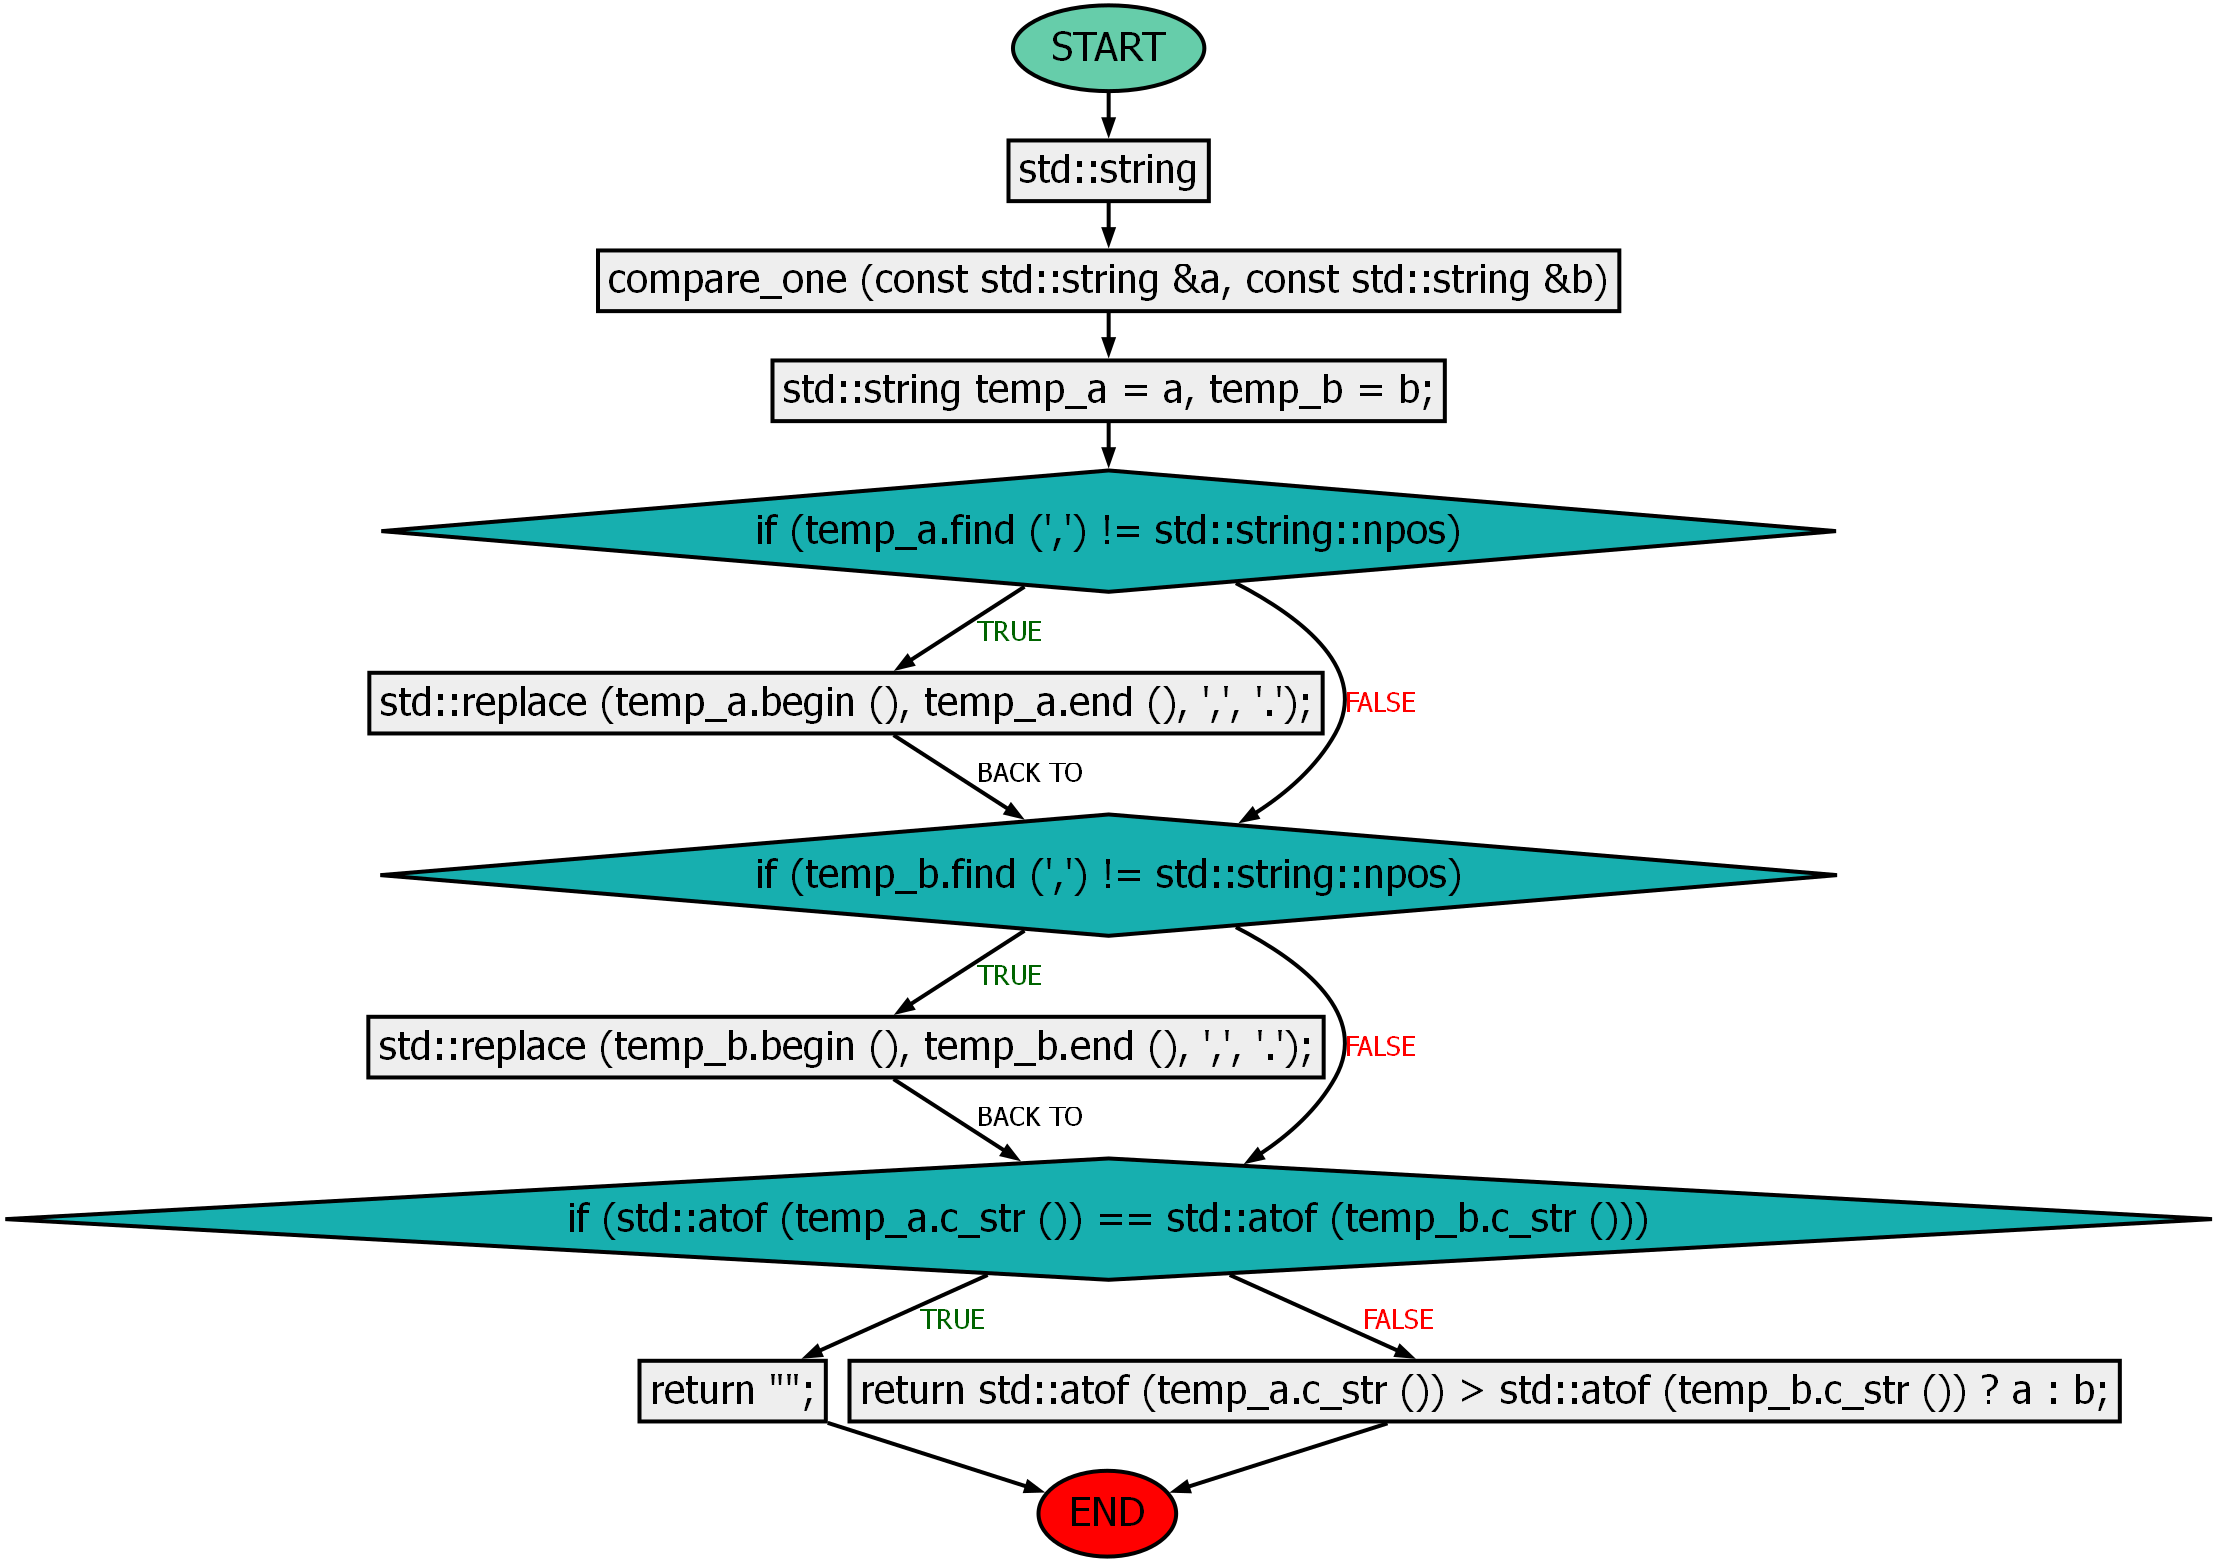 START
std::string
compare_one (const std::string &a, const std::string &b)
std::string temp_a = a, temp_b = b;
if (temp_a.find (',') != std::string::npos)
TRUE
std::replace (temp_a.begin (), temp_a.end (), ',', '.');
FALSE
BACK TO
if (temp_b.find (',') != std::string::npos)
TRUE
std::replace (temp_b.begin (), temp_b.end (), ',', '.');
FALSE
BACK TO
if (std::atof (temp_a.c_str ()) == std::atof (temp_b.c_str ()))
TRUE
FALSE
return "";
return std::atof (temp_a.c_str ()) > std::atof (temp_b.c_str ()) ? a : b;
END